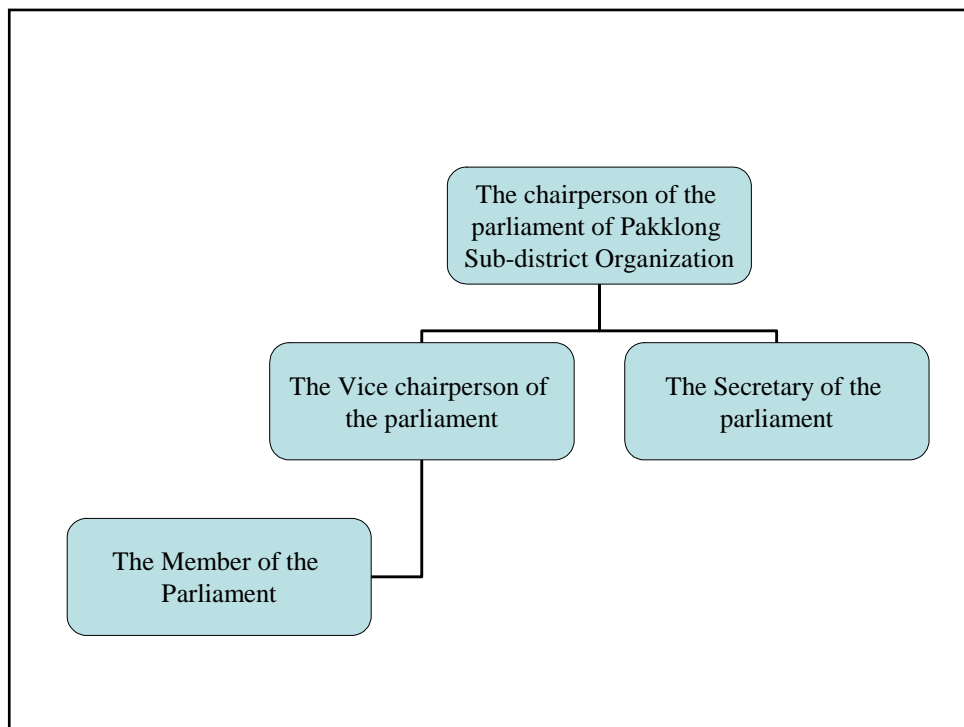 The chairperson of the
parliament of Pakklong
Sub-district Organization
The Vice chairperson of
the parliament
The Secretary of the
parliament
The Member of the
Parliament